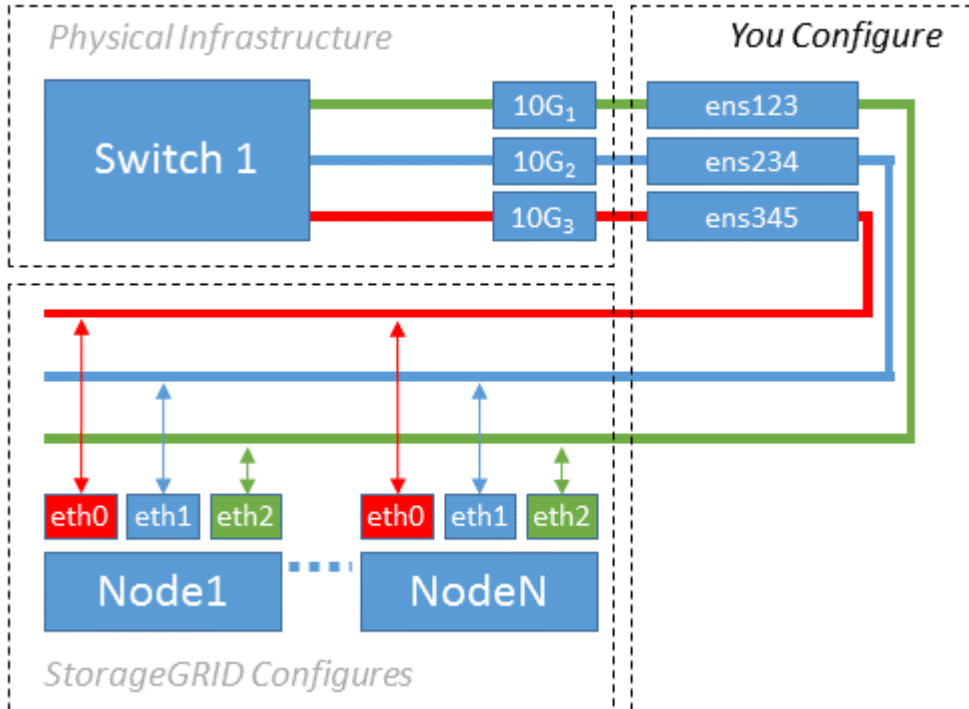 Physical Infrastructure
You Configure
Switch 1
10G₁
ens123
10G₂
ens234
10G₃
ens345
eth0
eth1
eth2
eth0
eth1
eth2
Node1
NodeN
StorageGRID Configures